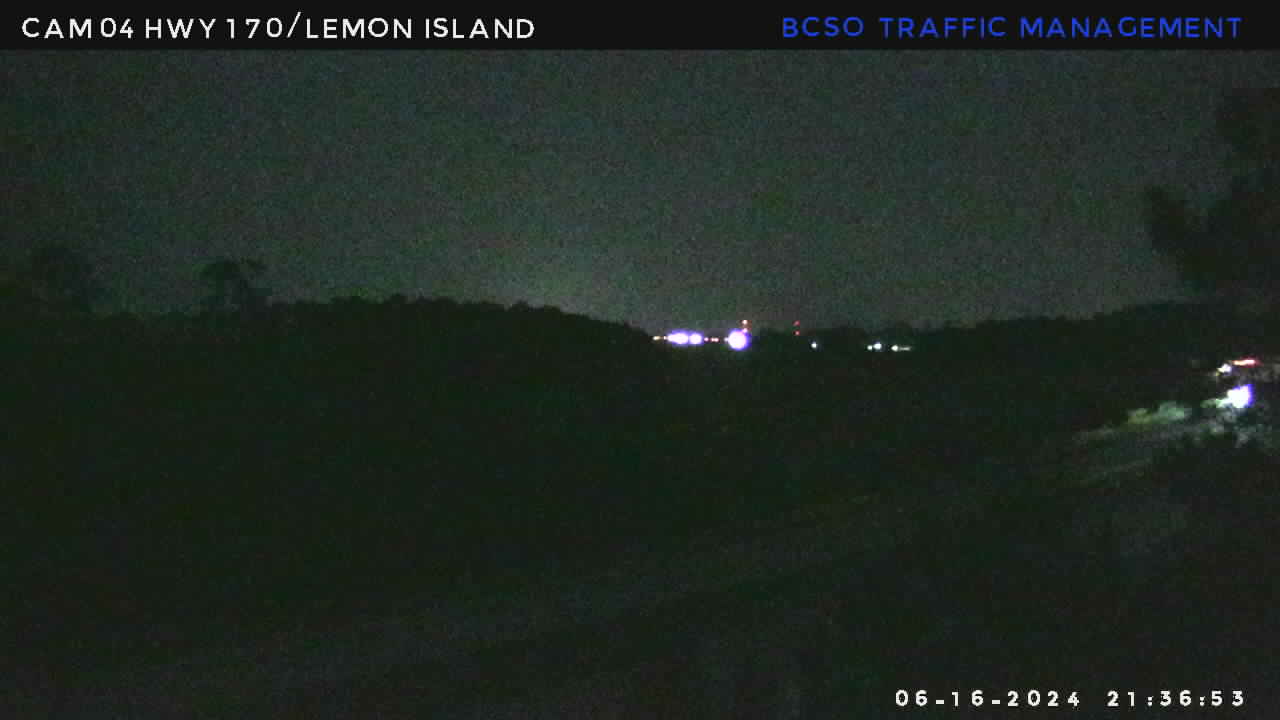 CAM04 HWY 170/LEMON ISLAND
BCSO TRAFFIC MANAGEMENT
06-16-2024 21:36:53